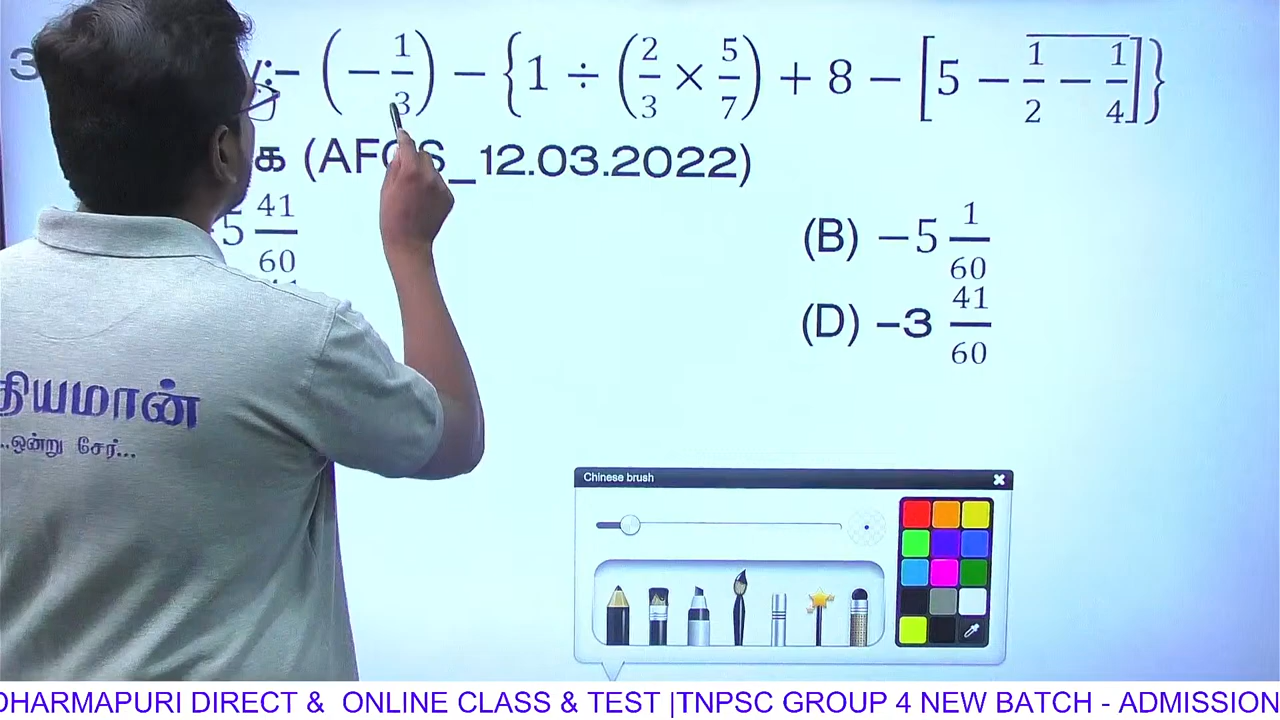 3 y:- (-1/3) - {1 ÷ (2/3 × 5/7) + 8 - [5 - \overline{1/2 - 1/4}]}
க (AFCS_12.03.2022)
5 41/60
(B) -5 1/60
(D) -3 41/60
தியமான்
...ஒன்று சேர்...
Chinese brush
DHARMAPURI DIRECT & ONLINE CLASS & TEST |TNPSC GROUP 4 NEW BATCH - ADMISSION